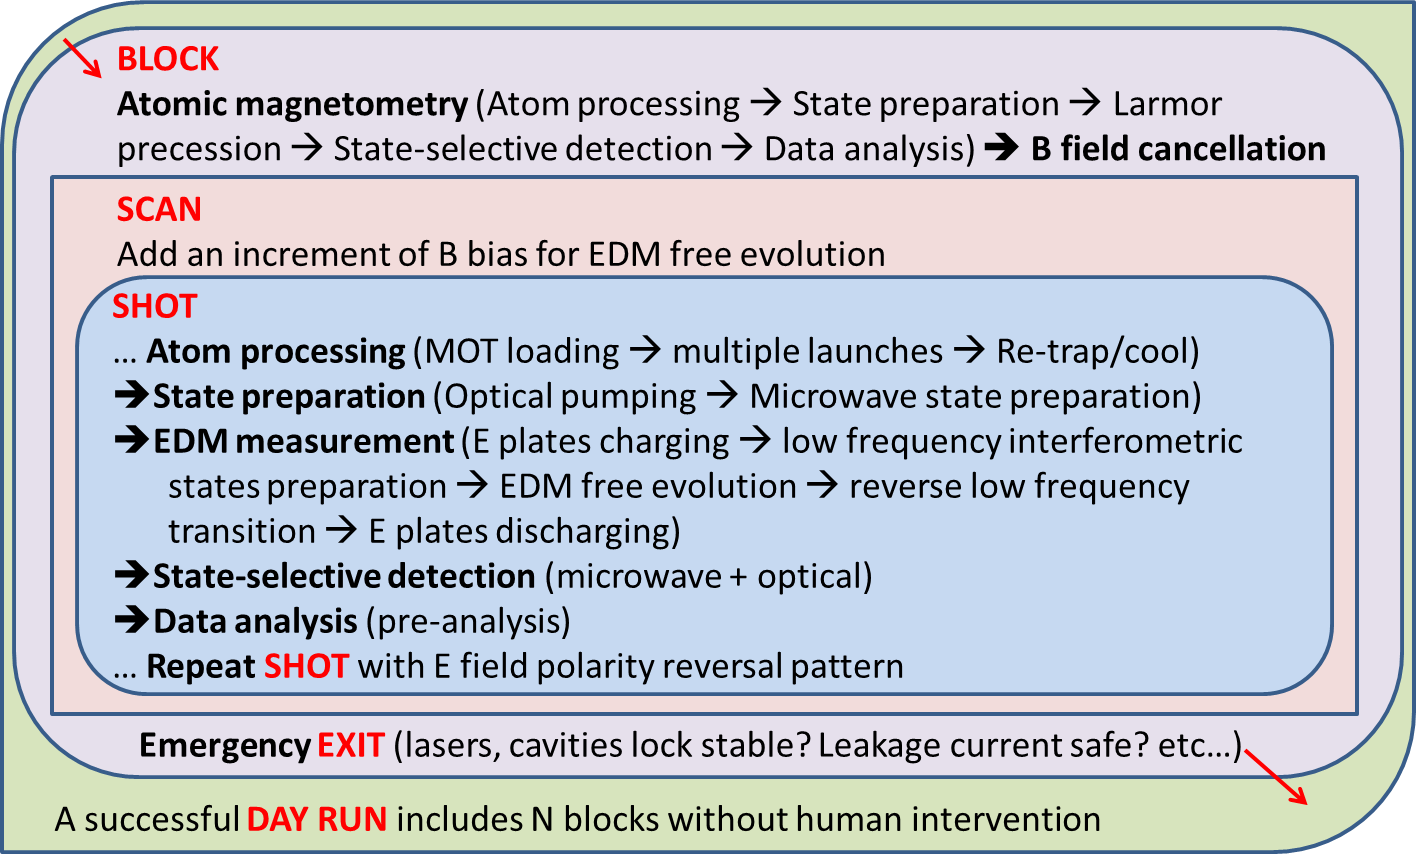 BLOCK
Atomic magnetometry (Atom processing → State preparation → Larmor
precession → State-selective detection → Data analysis) ➔ B field cancellation
SCAN
Add an increment of B bias for EDM free evolution
SHOT
... Atom processing (MOT loading → multiple launches → Re-trap/cool)
➔State preparation (Optical pumping → Microwave state preparation)
➔EDM measurement (E plates charging → low frequency interferometric
states preparation → EDM free evolution → reverse low frequency
transition → E plates discharging)
➔State-selective detection (microwave + optical)
➔Data analysis (pre-analysis)
... Repeat SHOT with E field polarity reversal pattern
Emergency EXIT (lasers, cavities lock stable? Leakage current safe? etc...)
A successful DAY RUN includes N blocks without human intervention